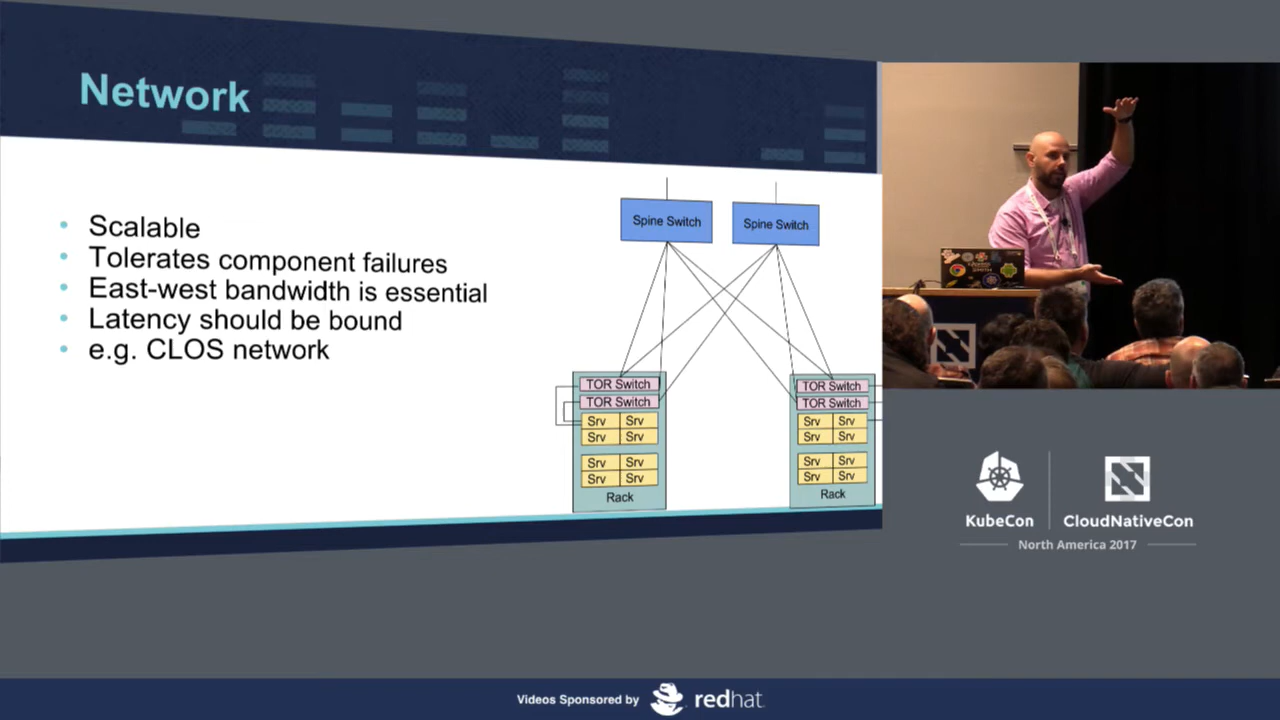 Network
Scalable
Tolerates component failures
East-west bandwidth is essential
Latency should be bound
e.g. CLOS network
Spine Switch
Spine Switch
TOR Switch
TOR Switch
Srv Srv
Srv Srv
Srv Srv
Srv Srv
Rack
TOR Switch
TOR Switch
Srv Srv
Srv Srv
Srv Srv
Srv Srv
Rack
KubeCon
CloudNativeCon
North America 2017
Videos Sponsored by
redhat